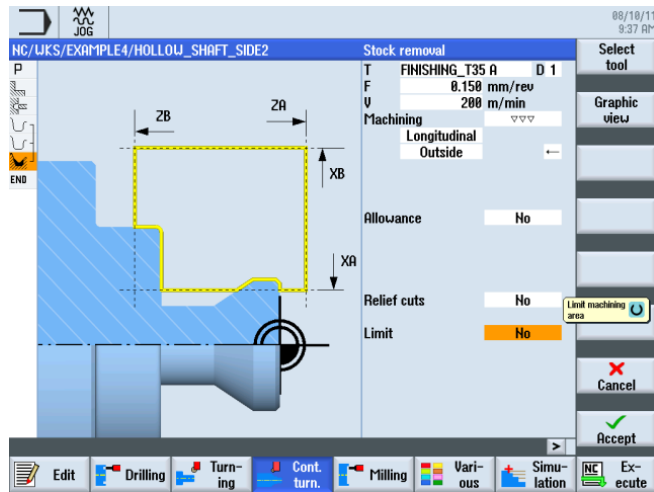 JOG
08/10/11
9:37 AM
NC/WKS/EXAMPLE4/HOLLOW_SHAFT_SIDE2
Stock removal
Select tool
P
END
ZB
ZA
XB
XA
T FINISHING_T35 A D 1
F 0.150 mm/rev
V 200 m/min
Machining ▽▽▽
Longitudinal
Outside ←
Allowance No
Relief cuts No
Limit No
Graphic view
Limit machining area
Cancel
Accept
>
Edit
Drilling
Turn-
ing
Cont.
turn.
Milling
Vari-
ous
Simu-
lation
NC
Ex-
ecute